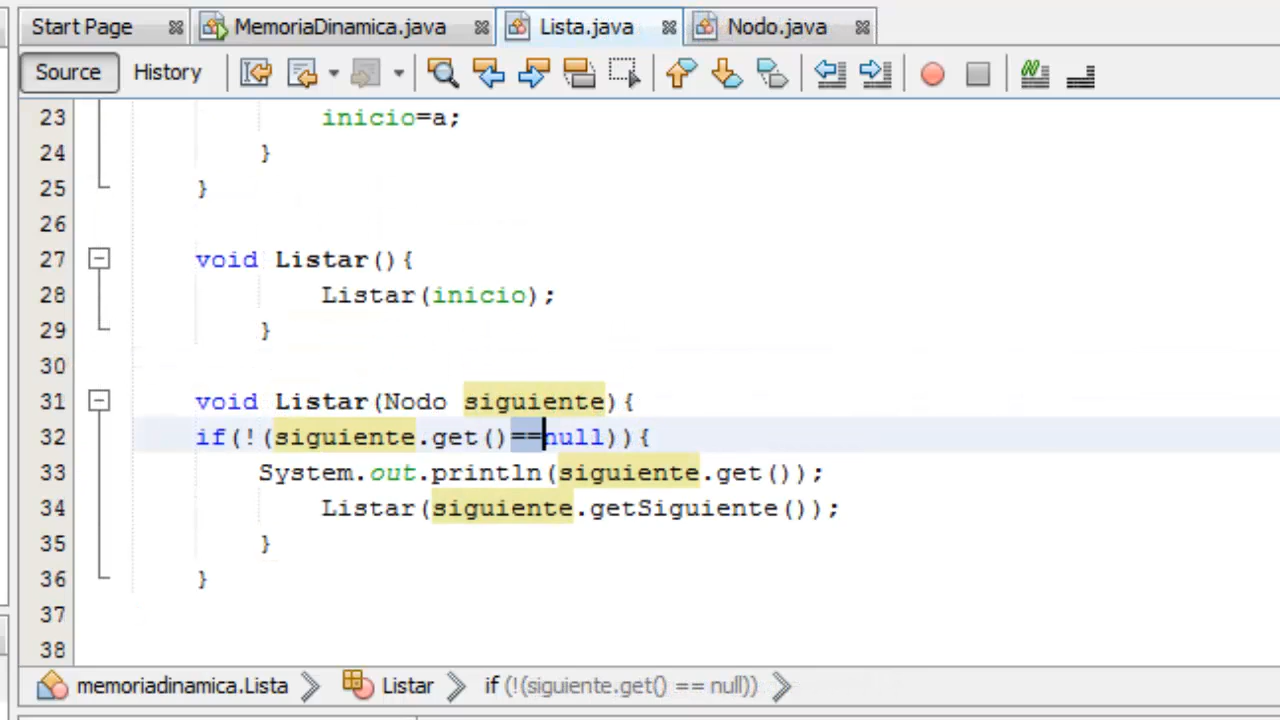 Start Page MemoriaDinamica.java Lista.java Nodo.java
Source History
23 inicio=a;
24 }
25 }
26
27 void Listar(){
28 Listar(inicio);
29 }
30
31 void Listar(Nodo siguiente){
32 if(!(siguiente.get()==null)){
33 System.out.println(siguiente.get());
34 Listar(siguiente.getSiguiente());
35 }
36 }
37
38
memoriadinamica.Lista Listar if (!(siguiente.get() == null))